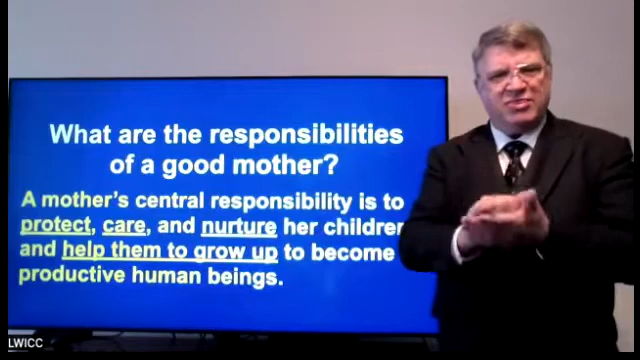 What are the responsibilities
of a good mother?
A mother's central responsibility is to
protect, care, and nurture her children
and help them to grow up to become
productive human beings.
LWICC